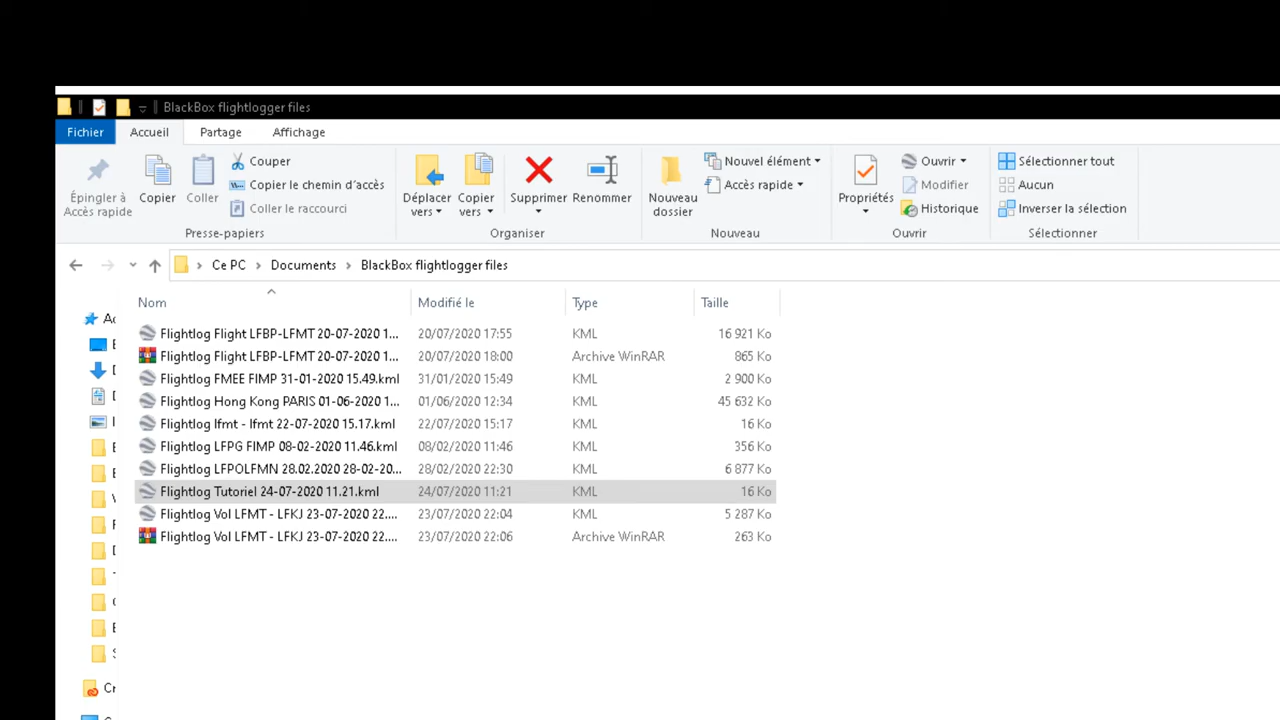 BlackBox flightlogger files
Fichier Accueil Partage Affichage
Épingler à Accès rapide
Copier
Coller
Couper
Copier le chemin d'accès
Coller le raccourci
Presse-papiers
Déplacer vers
Copier vers
Supprimer
Renommer
Organiser
Nouveau dossier
Nouvel élément
Accès rapide
Nouveau
Propriétés
Ouvrir
Modifier
Historique
Ouvrir
Sélectionner tout
Aucun
Inverser la sélection
Sélectionner
Ce PC > Documents > BlackBox flightlogger files
Nom Modifié le Type Taille
Flightlog Flight LFBP-LFMT 20-07-2020 1... 20/07/2020 17:55 KML 16 921 Ko
Flightlog Flight LFBP-LFMT 20-07-2020 1... 20/07/2020 18:00 Archive WinRAR 865 Ko
Flightlog FMEE FIMP 31-01-2020 15.49.kml 31/01/2020 15:49 KML 2 900 Ko
Flightlog Hong Kong PARIS 01-06-2020 1... 01/06/2020 12:34 KML 45 632 Ko
Flightlog lfmt - lfmt 22-07-2020 15.17.kml 22/07/2020 15:17 KML 16 Ko
Flightlog LFPG FIMP 08-02-2020 11.46.kml 08/02/2020 11:46 KML 356 Ko
Flightlog LFPOLFMN 28.02.2020 28-02-20... 28/02/2020 22:30 KML 6 877 Ko
Flightlog Tutoriel 24-07-2020 11.21.kml 24/07/2020 11:21 KML 16 Ko
Flightlog Vol LFMT - LFKJ 23-07-2020 22.... 23/07/2020 22:04 KML 5 287 Ko
Flightlog Vol LFMT - LFKJ 23-07-2020 22.... 23/07/2020 22:06 Archive WinRAR 263 Ko